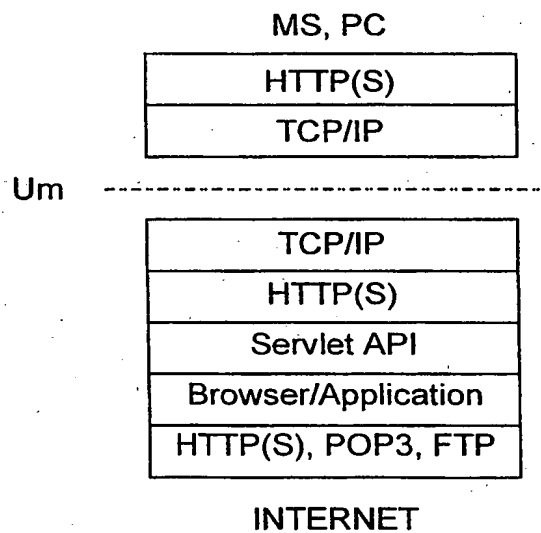 MS, PC
HTTP(S)
TCP/IP
Um
TCP/IP
HTTP(S)
Servlet API
Browser/Application
HTTP(S), POP3, FTP
INTERNET